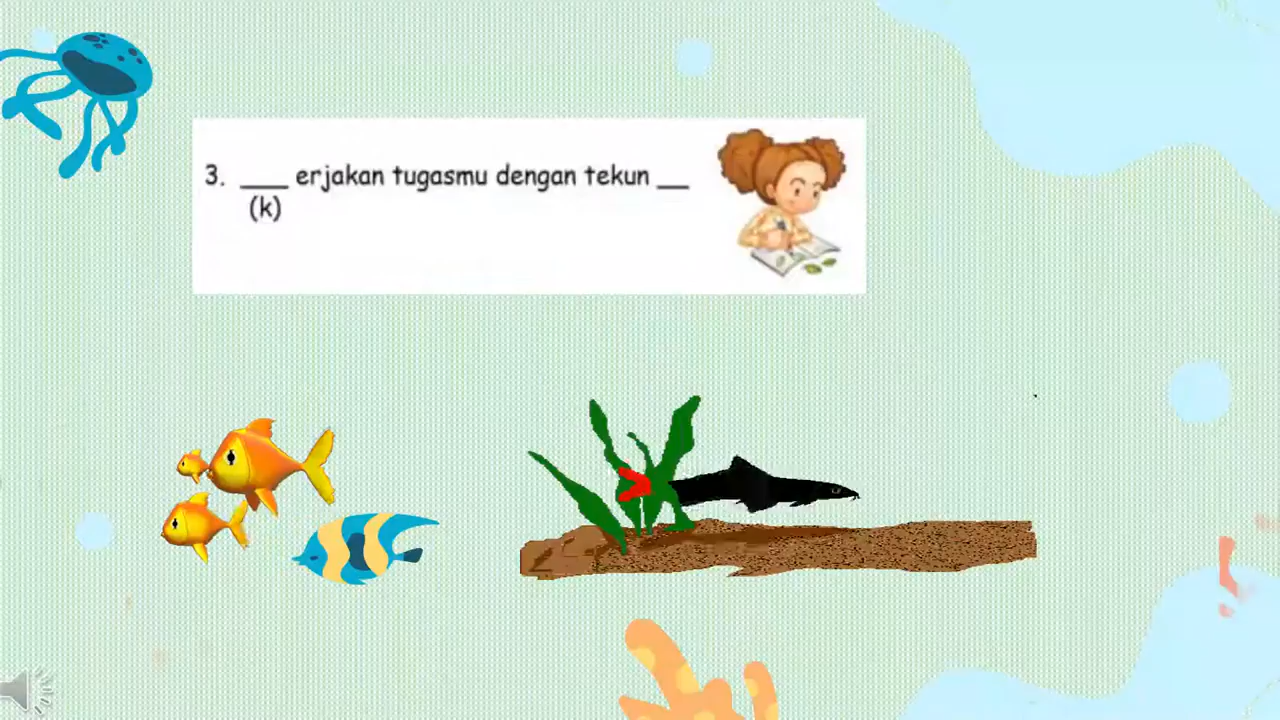 3. ___ erjakan tugasmu dengan tekun __
(k)